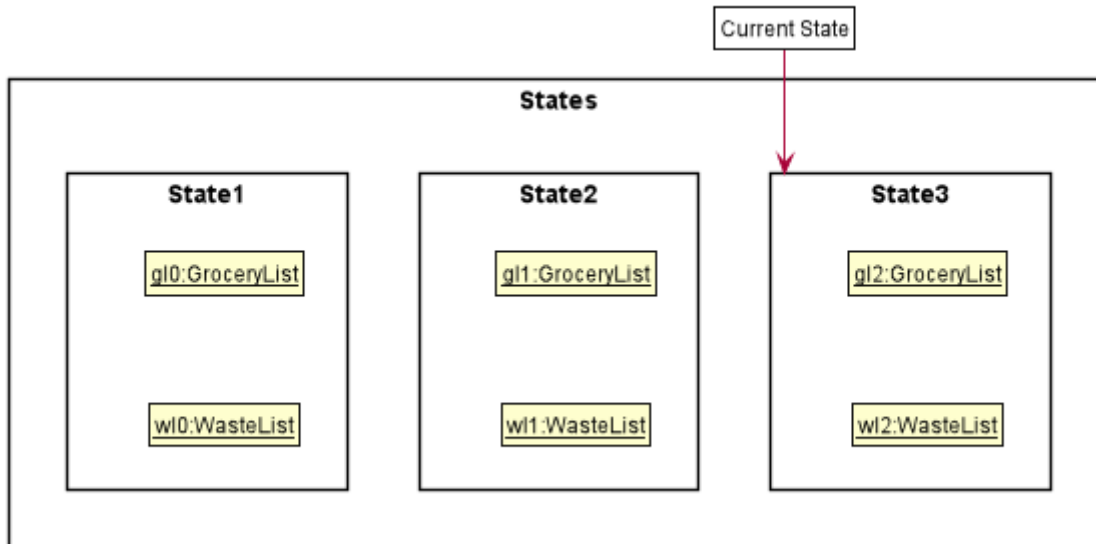 Current State
States
State1
State2
State3
gl0:GroceryList
gl1:GroceryList
gl2:GroceryList
wl0:WasteList
wl1:WasteList
wl2:WasteList